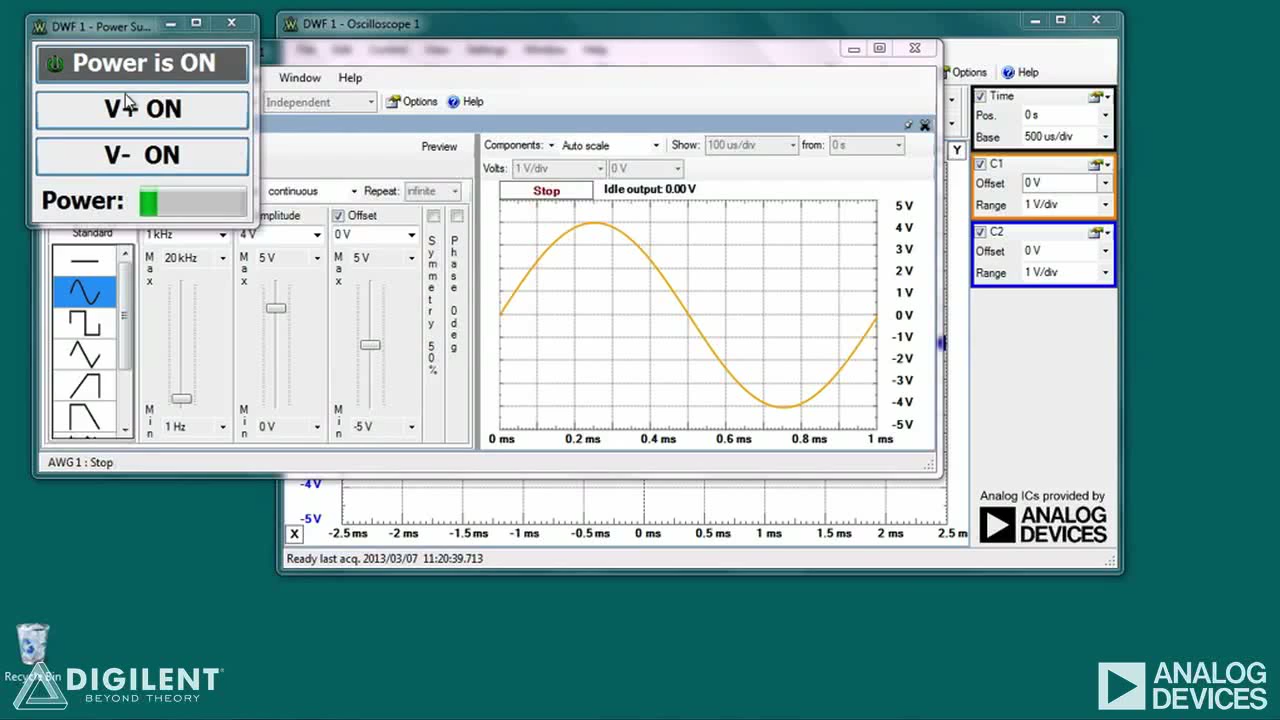 DWF 1 - Power Su...
DWF 1 - Oscilloscope 1
Power is ON
V+ ON
V- ON
Power:
Window Help
Independent Options Help
Options Help
Preview
continuous Repeat: infinite
Components: Auto scale Show: 100 us/div from: 0 s
Volts: 1 V/div 0 V
Stop Idle output: 0.00 V
Standard
1 kHz
mplitude
4 V
Offset
0 V
Max 20 kHz
Max 5 V
Max 5 V
Symmetry 50%
Phase 0deg
Min 1 Hz
Min 0 V
Min -5 V
5 V
4 V
3 V
2 V
1 V
0 V
-1 V
-2 V
-3 V
-4 V
-5 V
0 ms 0.2 ms 0.4 ms 0.6 ms 0.8 ms 1 ms
AWG 1 : Stop
Y
Time
Pos. 0 s
Base 500 us/div
C1
Offset 0 V
Range 1 V/div
C2
Offset 0 V
Range 1 V/div
-4 V
-5 V
X -2.5 ms -2 ms -1.5 ms -1 ms -0.5 ms 0 ms 0.5 ms 1 ms 1.5 ms 2 ms 2.5 m
Analog ICs provided by
ANALOG
DEVICES
Ready last acq. 2013/03/07 11:20:39.713
Recycle Bin
DIGILENT
BEYOND THEORY
ANALOG
DEVICES